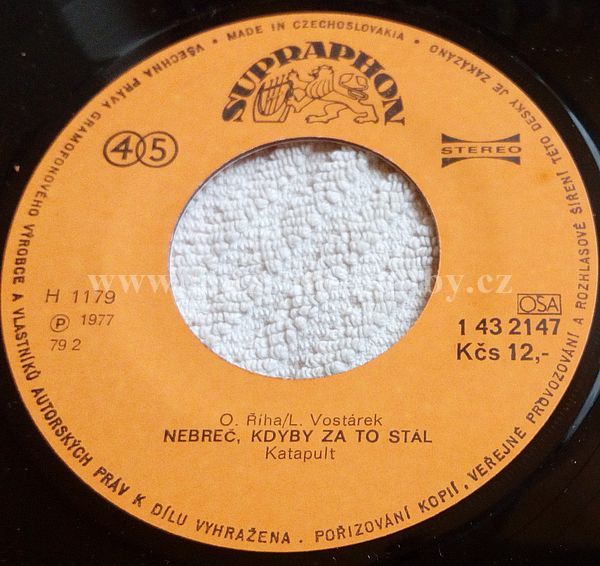 VŠECHNA PRÁVA GRAMOFONOVÉHO VÝROBCE A VLASTNÍKŮ AUTORSKÝCH PRÁV K DÍLU VYHRAŽENA. POŘIZOVÁNÍ KOPIÍ, VEŘEJNÉ PROVOZOVÁNÍ A ROZHLASOVÉ ŠÍŘENÍ TÉTO DESKY JE ZAKÁZÁNO • MADE IN CZECHOSLOVAKIA •
SUPRAPHON
45
STEREO
H 1179
Ⓟ 1977
79 2
OSA
1 43 2147
Kčs 12,-
O. Říha/L. Vostárek
NEBREČ, KDYBY ZA TO STÁL
Katapult